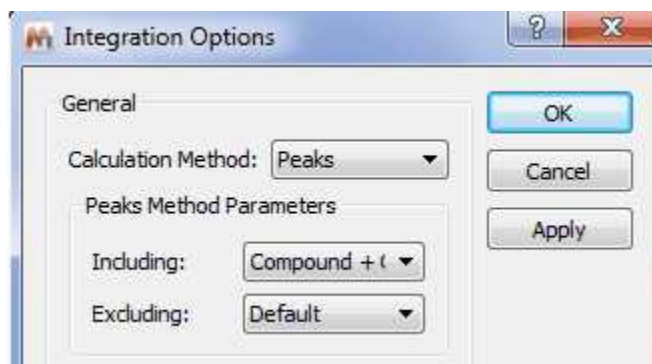 Integration Options
General
OK
Calculation Method: Peaks
Cancel
Peaks Method Parameters
Apply
Including: Compound + (
Excluding: Default